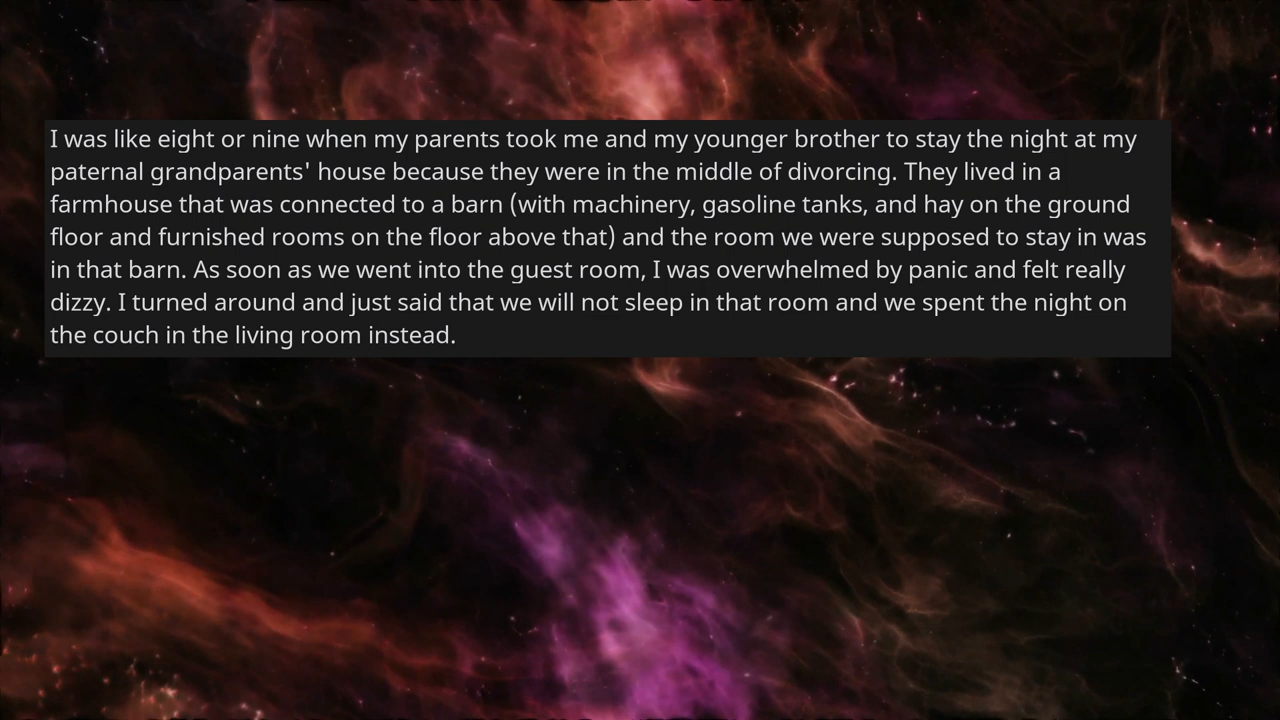 I was like eight or nine when my parents took me and my younger brother to stay the night at my
paternal grandparents' house because they were in the middle of divorcing. They lived in a
farmhouse that was connected to a barn (with machinery, gasoline tanks, and hay on the ground
floor and furnished rooms on the floor above that) and the room we were supposed to stay in was
in that barn. As soon as we went into the guest room, I was overwhelmed by panic and felt really
dizzy. I turned around and just said that we will not sleep in that room and we spent the night on
the couch in the living room instead.